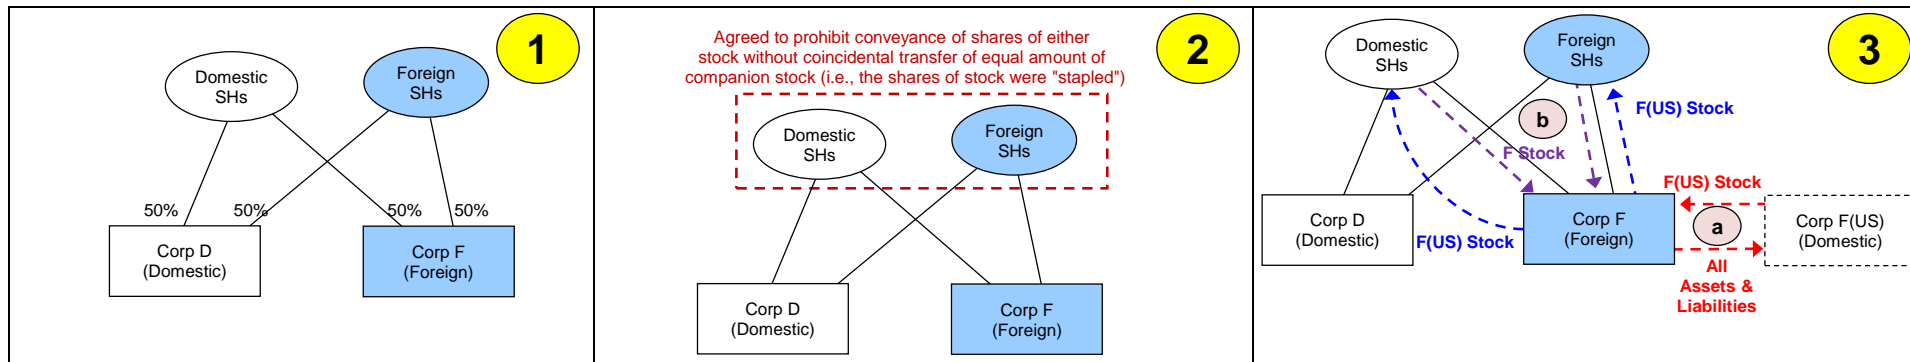 1
Domestic
SHs
Foreign
SHs
50%
50%
50%
50%
Corp D
(Domestic)
Corp F
(Foreign)
2
Agreed to prohibit conveyance of shares of either
stock without coincidental transfer of equal amount of
companion stock (i.e., the shares of stock were "stapled")
Domestic
SHs
Foreign
SHs
Corp D
(Domestic)
Corp F
(Foreign)
3
Domestic
SHs
Foreign
SHs
F(US) Stock
b
F Stock
F(US) Stock
Corp D
(Domestic)
Corp F
(Foreign)
a
Corp F(US)
(Domestic)
F(US) Stock
All
Assets &
Liabilities